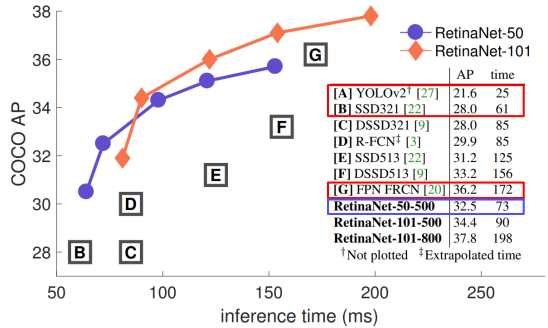 38
36
34
32
30
28
COCO AP
RetinaNet-50
RetinaNet-101
G
F
E
D
B
C
AP time
[A] YOLOv2† [27] 21.6 25
[B] SSD321 [22] 28.0 61
[C] DSSD321 [9] 28.0 85
[D] R-FCN‡ [3] 29.9 85
[E] SSD513 [22] 31.2 125
[F] DSSD513 [9] 33.2 156
[G] FPN FRCN [20] 36.2 172
RetinaNet-50-500 32.5 73
RetinaNet-101-500 34.4 90
RetinaNet-101-800 37.8 198
†Not plotted ‡Extrapolated time
50 100 150 200 250
inference time (ms)